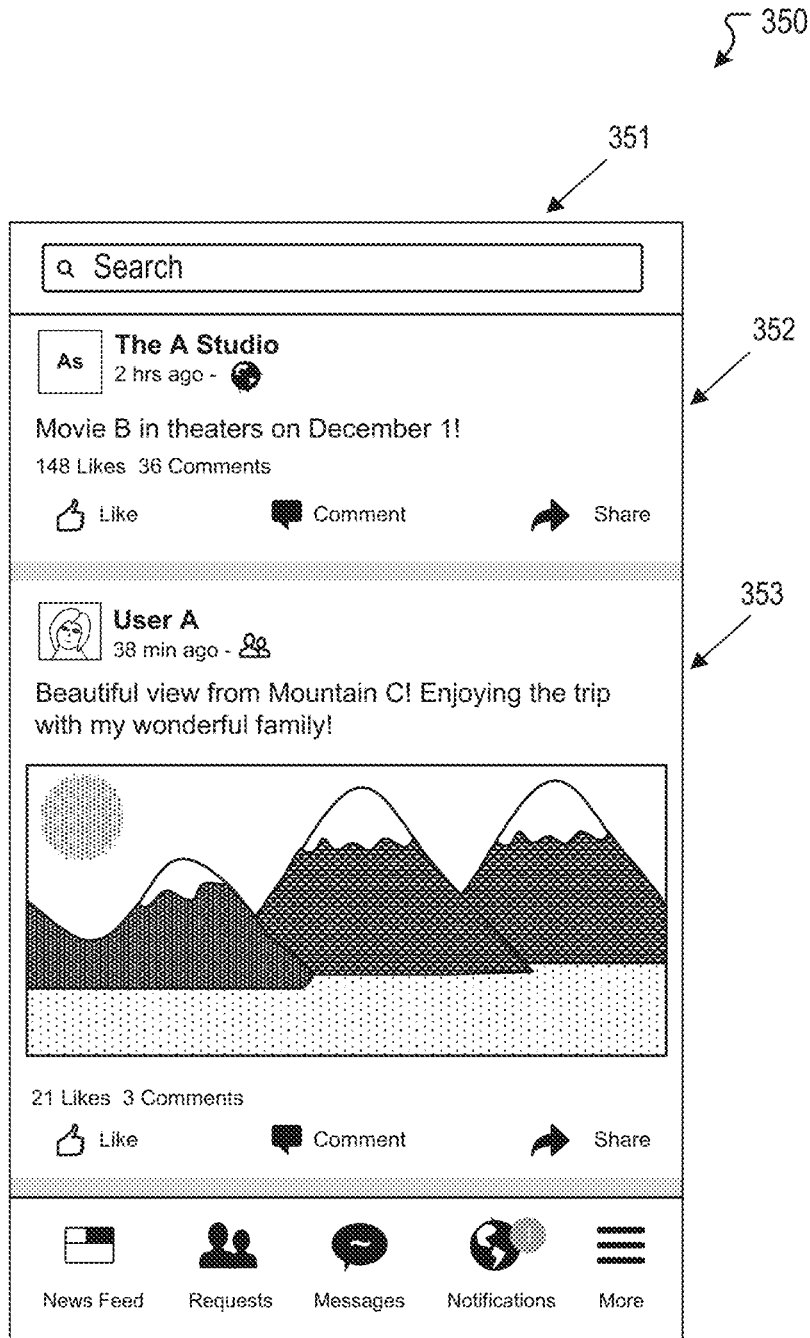 350
351
Search
352
As
The A Studio
2 hrs ago -
Movie B in theaters on December 1!
148 Likes 36 Comments
Like Comment Share
353
User A
38 min ago -
Beautiful view from Mountain C! Enjoying the trip
with my wonderful family!
21 Likes 3 Comments
Like Comment Share
News Feed Requests Messages Notifications More